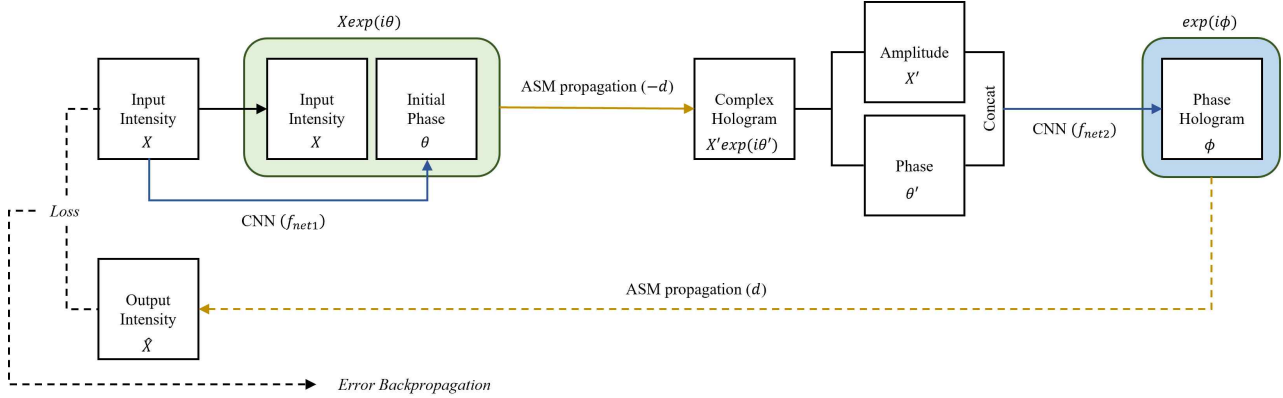 Xexp(iθ)
exp(iϕ)
Input
Intensity
X
Input
Intensity
X
Initial
Phase
θ
ASM propagation (−d)
Complex
Hologram
X′exp(iθ′)
Amplitude
X′
Phase
θ′
Concat
CNN (f_net2)
Phase
Hologram
ϕ
CNN (f_net1)
Loss
Output
Intensity
X̂
ASM propagation (d)
Error Backpropagation